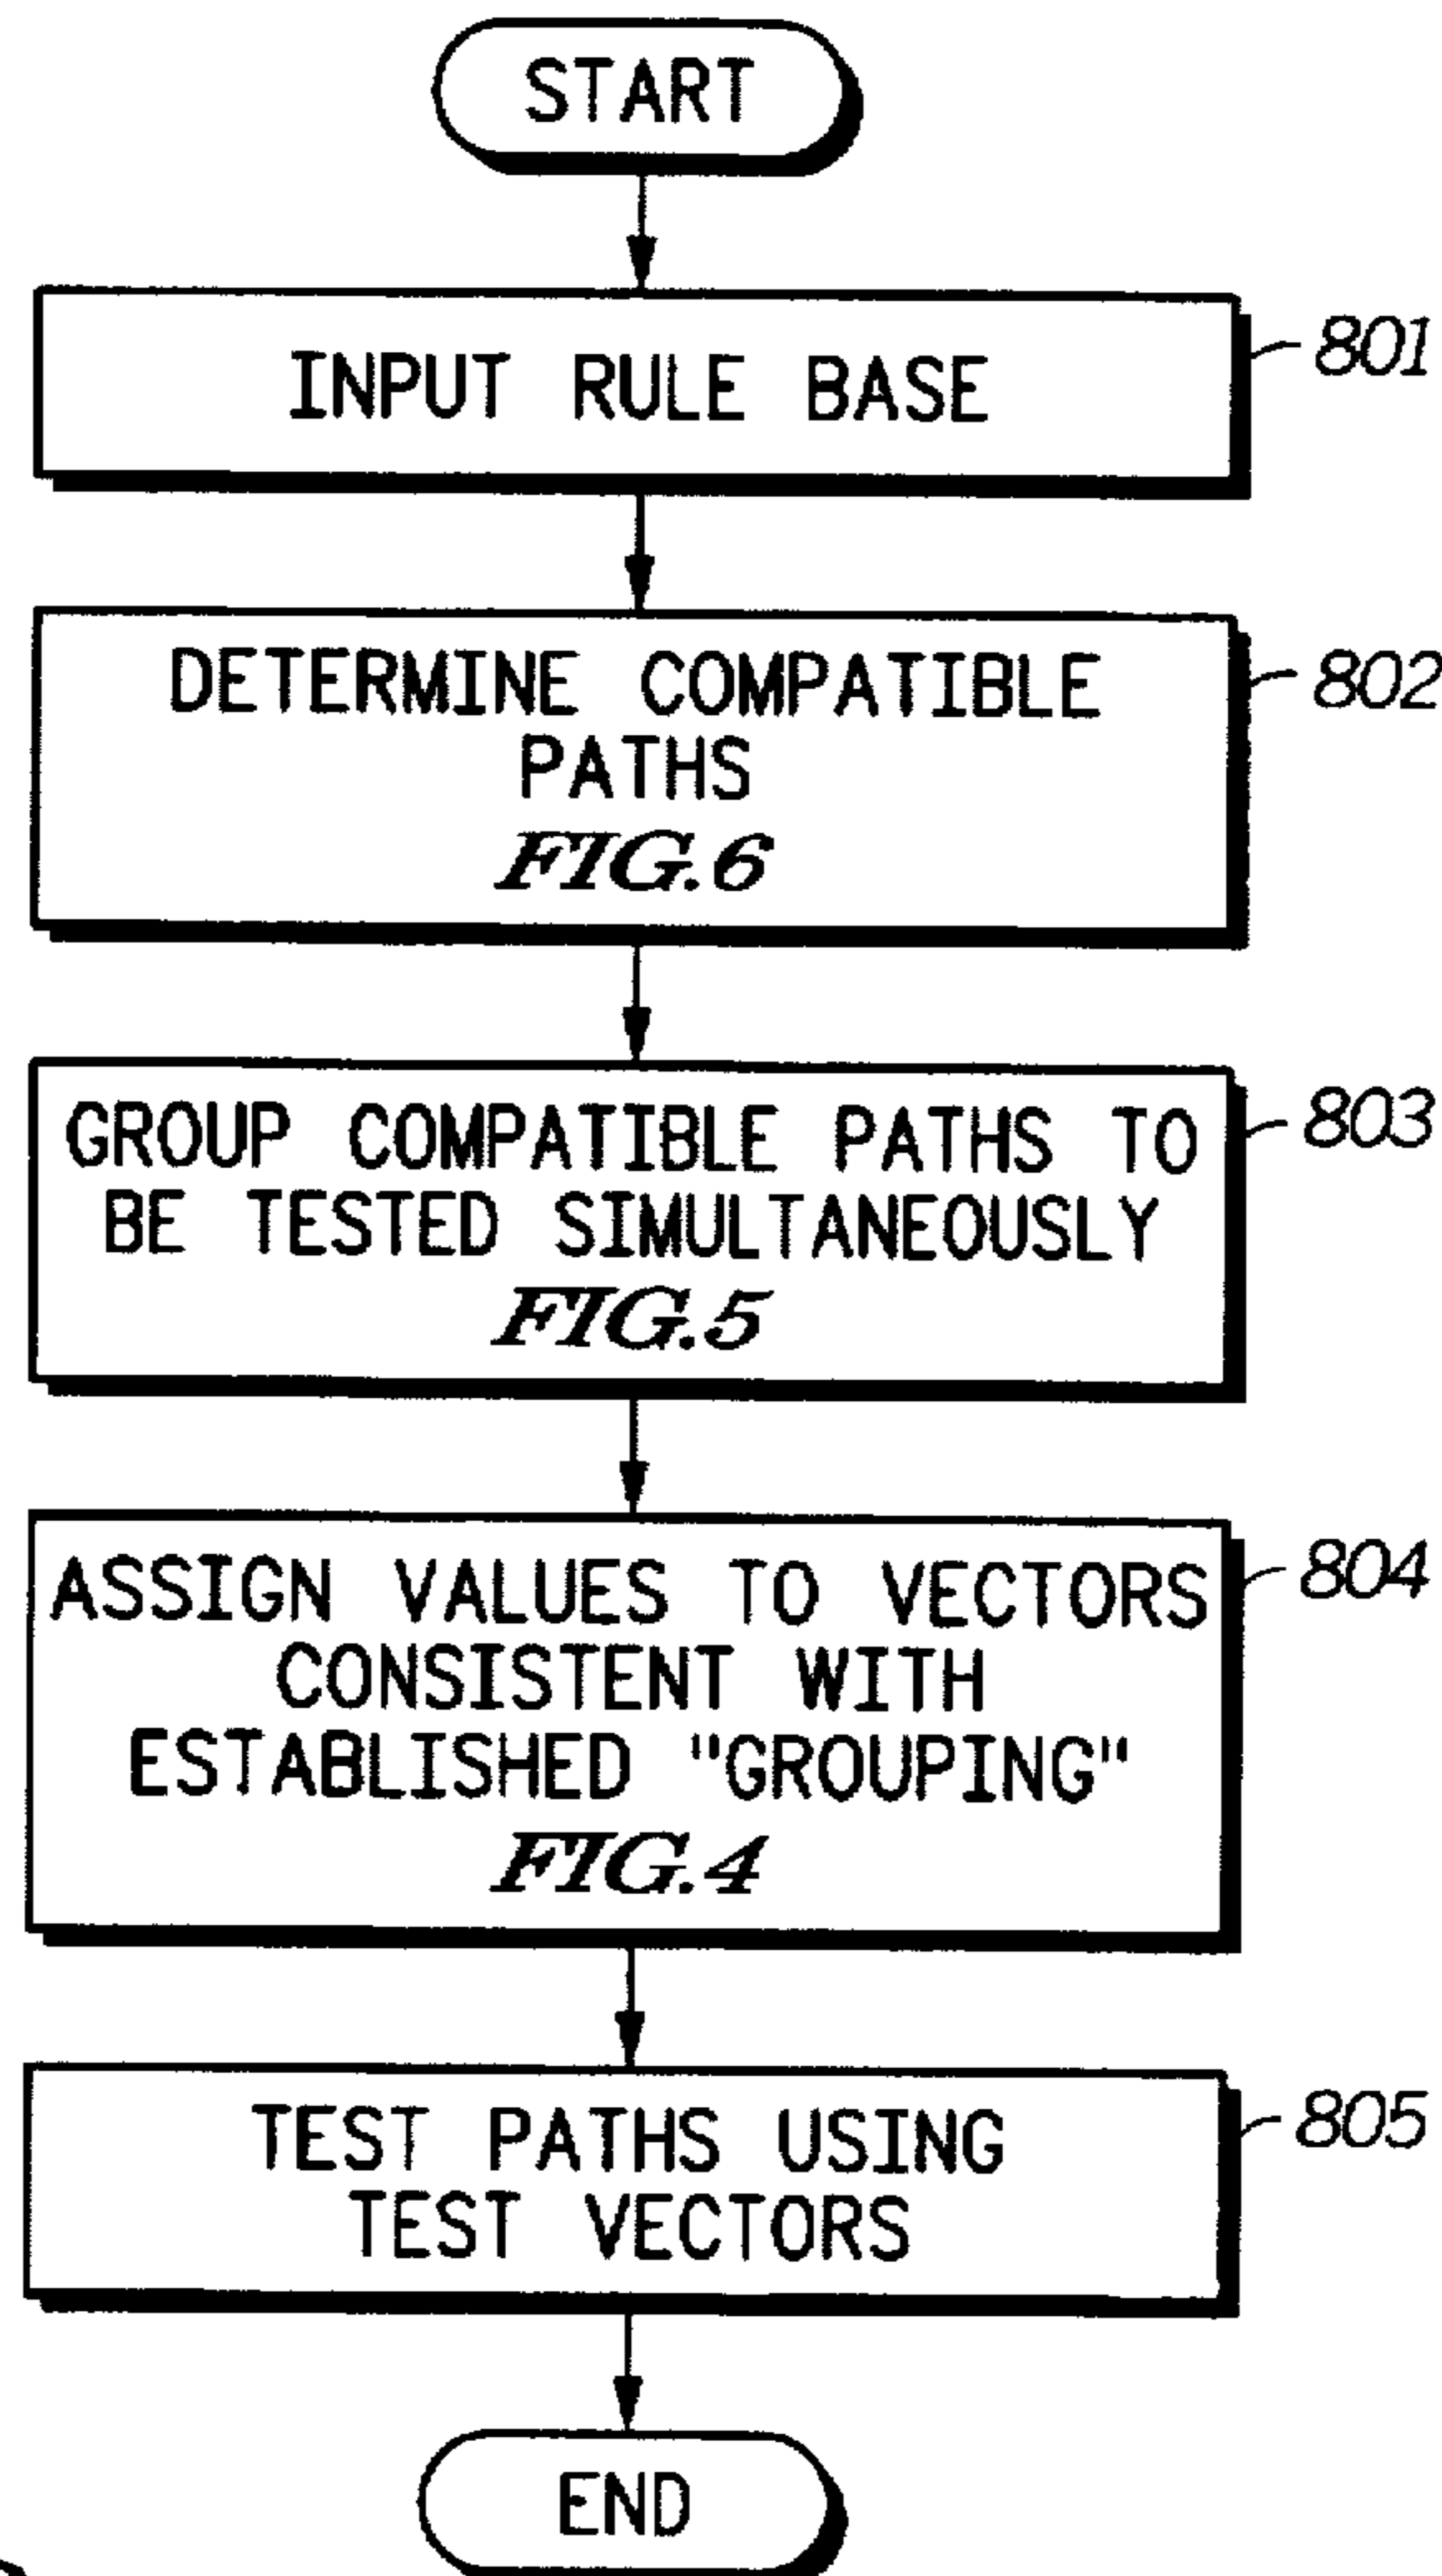 START
INPUT RULE BASE
801
DETERMINE COMPATIBLE
PATHS
FIG.6
802
GROUP COMPATIBLE PATHS TO
BE TESTED SIMULTANEOUSLY
FIG.5
803
ASSIGN VALUES TO VECTORS
CONSISTENT WITH
ESTABLISHED "GROUPING"
FIG.4
804
TEST PATHS USING
TEST VECTORS
805
END